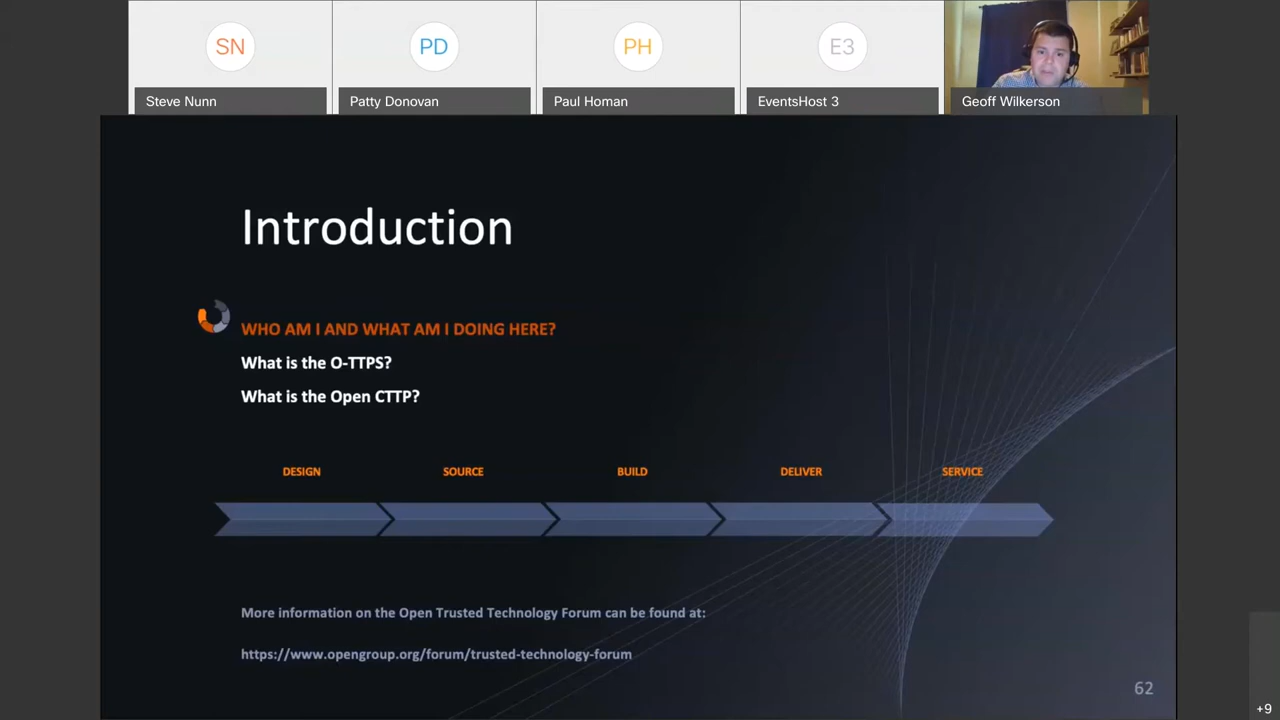 SN
PD
PH
E3
Steve Nunn
Patty Donovan
Paul Homan
EventsHost 3
Geoff Wilkerson
Introduction
WHO AM I AND WHAT AM I DOING HERE?
What is the O-TTPS?
What is the Open CTTP?
DESIGN SOURCE BUILD DELIVER SERVICE
More information on the Open Trusted Technology Forum can be found at:
https://www.opengroup.org/forum/trusted-technology-forum
62
+9